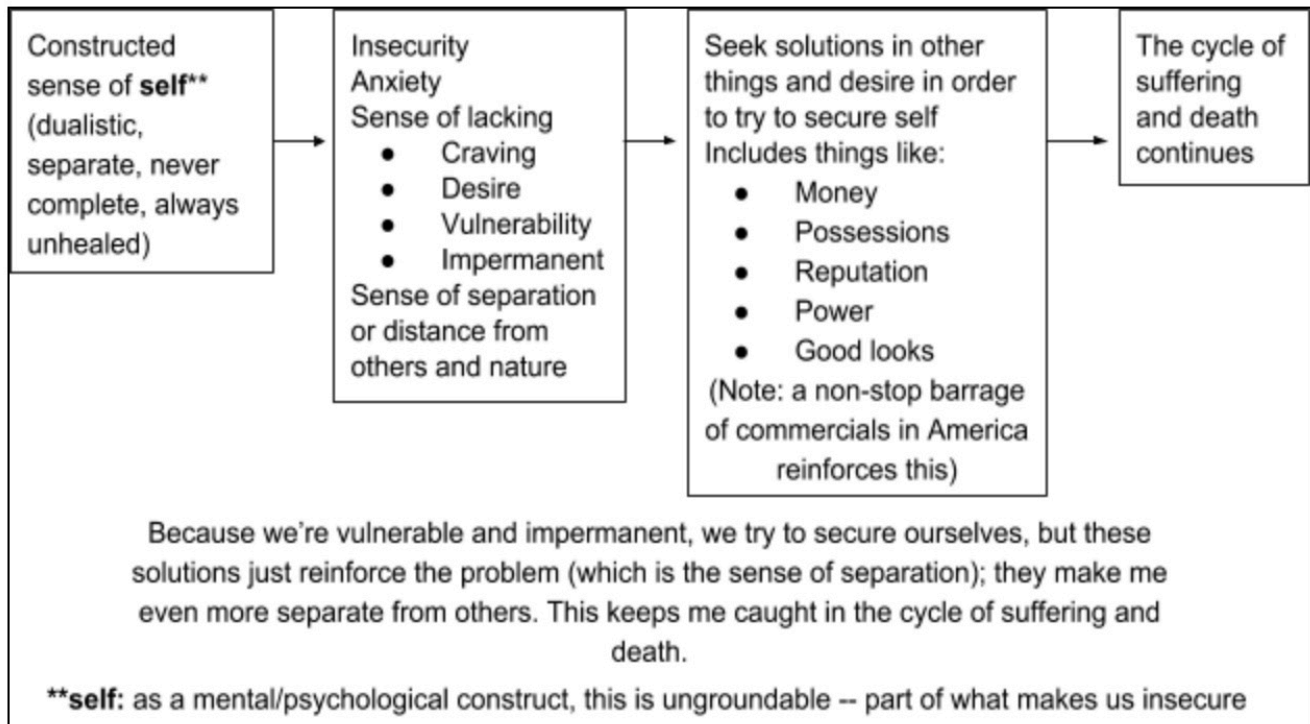 Constructed
sense of self**
(dualistic,
separate, never
complete, always
unhealed)
Insecurity
Anxiety
Sense of lacking
● Craving
● Desire
● Vulnerability
● Impermanent
Sense of separation
or distance from
others and nature
Seek solutions in other
things and desire in order
to try to secure self
Includes things like:
● Money
● Possessions
● Reputation
● Power
● Good looks
(Note: a non-stop barrage
of commercials in America
reinforces this)
The cycle of
suffering
and death
continues
Because we’re vulnerable and impermanent, we try to secure ourselves, but these
solutions just reinforce the problem (which is the sense of separation); they make me
even more separate from others. This keeps me caught in the cycle of suffering and
death.
**self: as a mental/psychological construct, this is ungroundable -- part of what makes us insecure